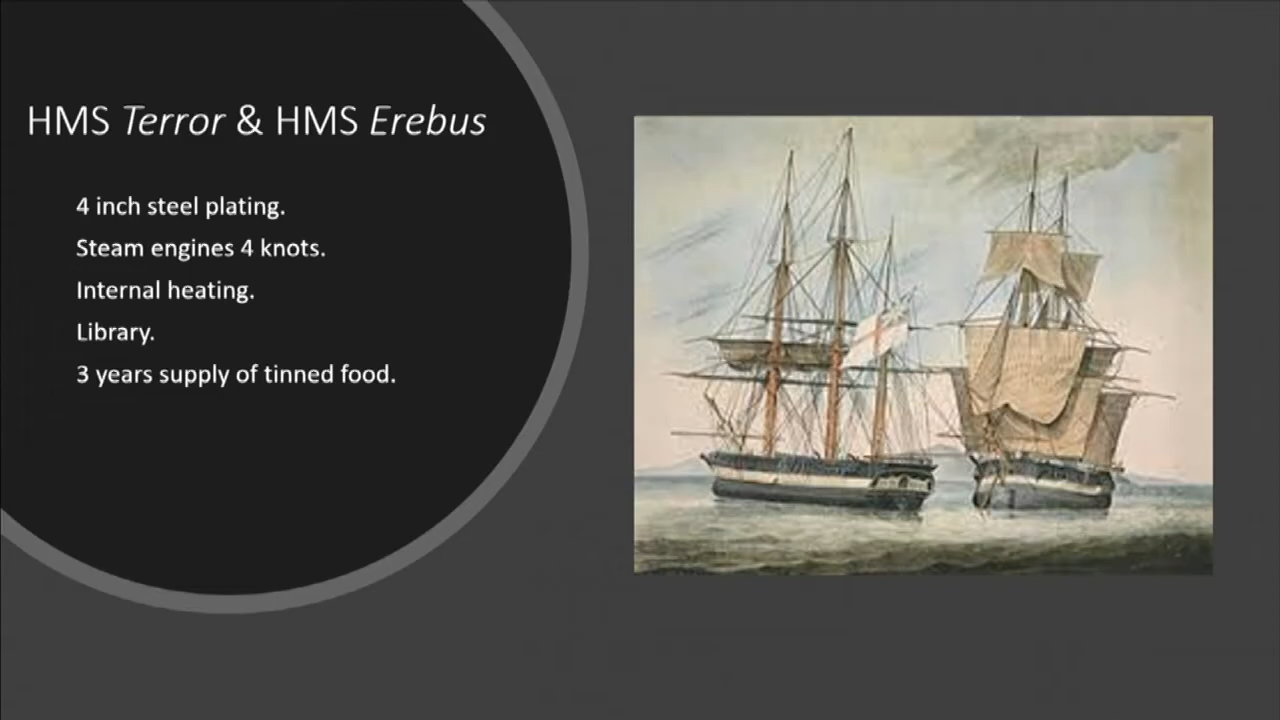 HMS Terror & HMS Erebus
4 inch steel plating.
Steam engines 4 knots.
Internal heating.
Library.
3 years supply of tinned food.